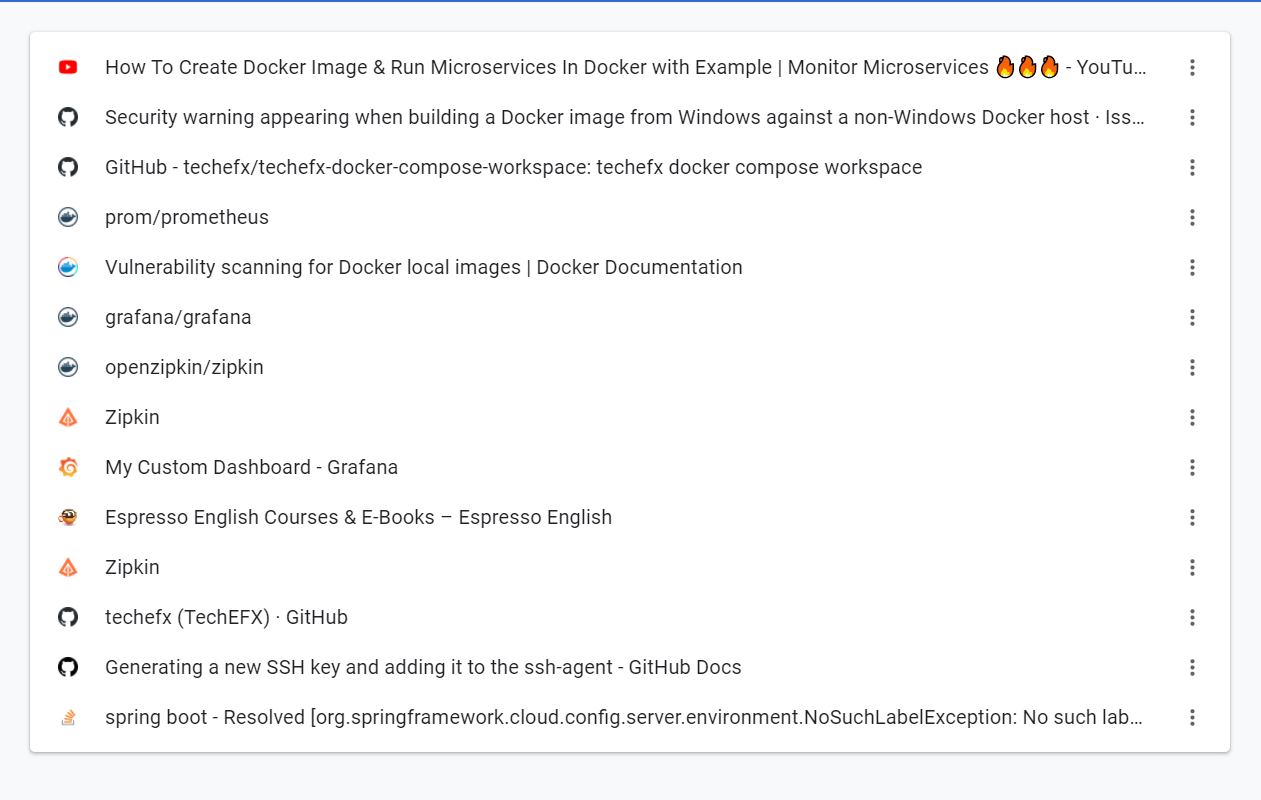 How To Create Docker Image & Run Microservices In Docker with Example | Monitor Microservices 🔥🔥🔥 - YouTu…
Security warning appearing when building a Docker image from Windows against a non-Windows Docker host · Iss…
GitHub - techefx/techefx-docker-compose-workspace: techefx docker compose workspace
prom/prometheus
Vulnerability scanning for Docker local images | Docker Documentation
grafana/grafana
openzipkin/zipkin
Zipkin
My Custom Dashboard - Grafana
Espresso English Courses & E-Books – Espresso English
Zipkin
techefx (TechEFX) · GitHub
Generating a new SSH key and adding it to the ssh-agent - GitHub Docs
spring boot - Resolved [org.springframework.cloud.config.server.environment.NoSuchLabelException: No such lab…